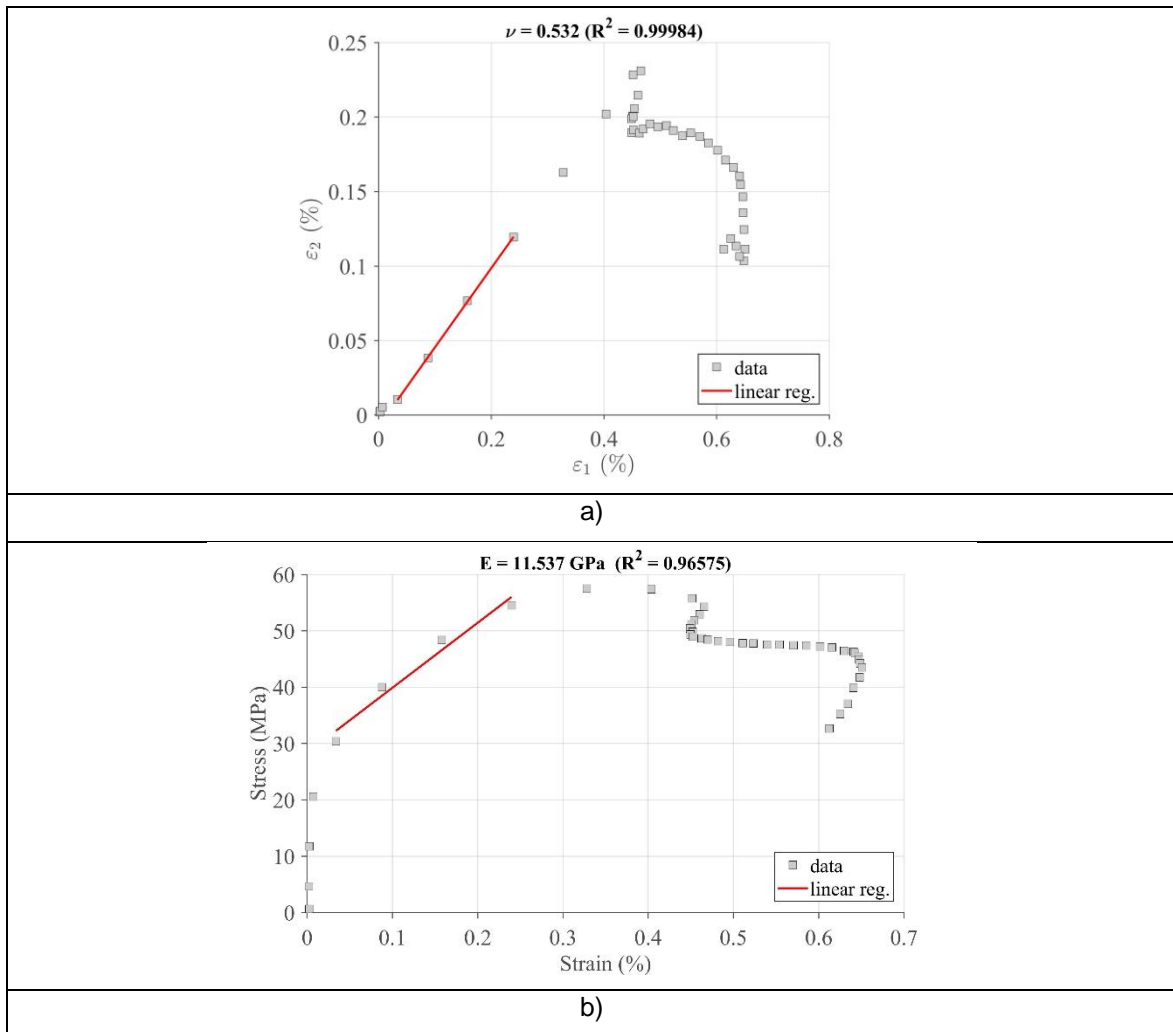 ν = 0.532 (R² = 0.99984)
0.25
0.2
0.15
0.1
0.05
0
ε₂ (%)
data
linear reg.
0 0.2 0.4 0.6 0.8
ε₁ (%)
a)
E = 11.537 GPa (R² = 0.96575)
60
50
40
30
20
10
0
Stress (MPa)
data
linear reg.
0 0.1 0.2 0.3 0.4 0.5 0.6 0.7
Strain (%)
b)